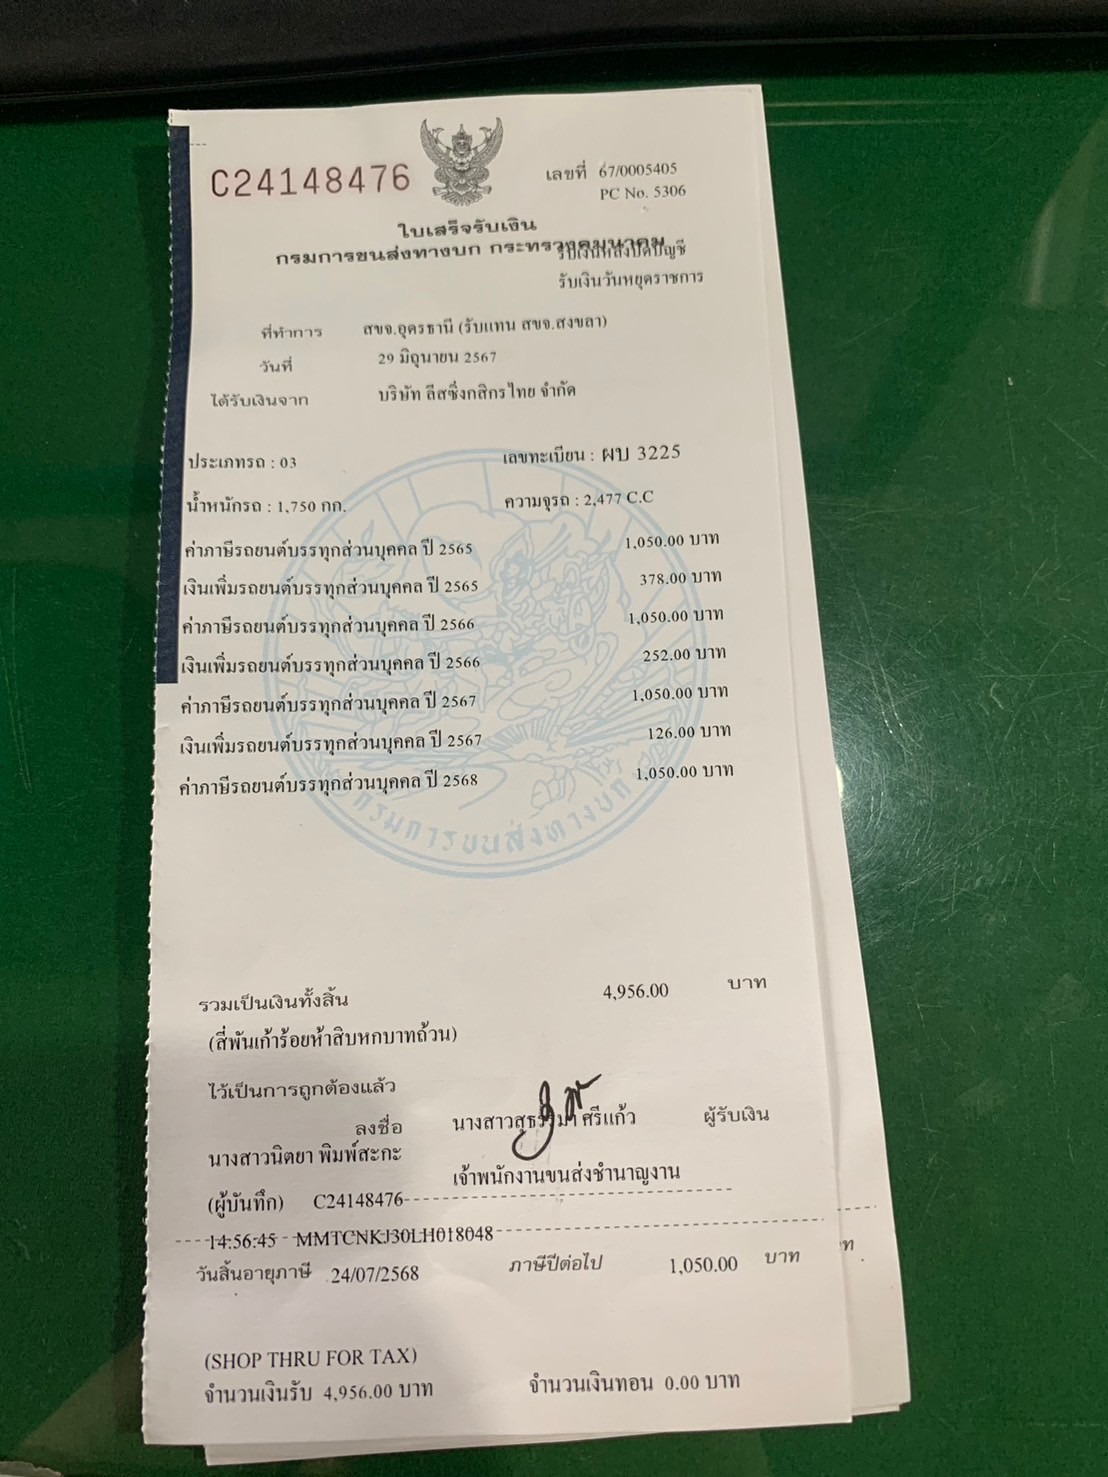 C24148476
เลขที่ 67/0005405
PC No. 5306
ใบเสร็จรับเงิน
กรมการขนส่งทางบก กระทรวงคมนาคม
รับเงินหลังปิดบัญชี
รับเงินวันหยุดราชการ
ที่ทำการ สขจ.อุดรธานี (รับแทน สขจ.สงขลา)
วันที่ 29 มิถุนายน 2567
ได้รับเงินจาก บริษัท ลีสซิ่งกสิกรไทย จำกัด
ประเภทรถ : 03 เลขทะเบียน : ผบ 3225
น้ำหนักรถ : 1,750 กก. ความจุรถ : 2,477 C.C
ค่าภาษีรถยนต์บรรทุกส่วนบุคคล ปี 2565 1,050.00 บาท
เงินเพิ่มรถยนต์บรรทุกส่วนบุคคล ปี 2565 378.00 บาท
ค่าภาษีรถยนต์บรรทุกส่วนบุคคล ปี 2566 1,050.00 บาท
เงินเพิ่มรถยนต์บรรทุกส่วนบุคคล ปี 2566 252.00 บาท
ค่าภาษีรถยนต์บรรทุกส่วนบุคคล ปี 2567 1,050.00 บาท
เงินเพิ่มรถยนต์บรรทุกส่วนบุคคล ปี 2567 126.00 บาท
ค่าภาษีรถยนต์บรรทุกส่วนบุคคล ปี 2568 1,050.00 บาท
กรมการขนส่งทางบก
รวมเป็นเงินทั้งสิ้น 4,956.00 บาท
(สี่พันเก้าร้อยห้าสิบหกบาทถ้วน)
ไว้เป็นการถูกต้องแล้ว
ลงชื่อ ศรีแก้ว ผู้รับเงิน
นางสาวนิตยา พิมพ์สะกะ
เจ้าพนักงานขนส่งชำนาญงาน
(ผู้บันทึก) C24148476
14:56:45 MMTCNKJ30LH018048
วันสิ้นอายุภาษี 24/07/2568 ภาษีปีต่อไป 1,050.00 บาท
(SHOP THRU FOR TAX)
จำนวนเงินรับ 4,956.00 บาท จำนวนเงินทอน 0.00 บาท